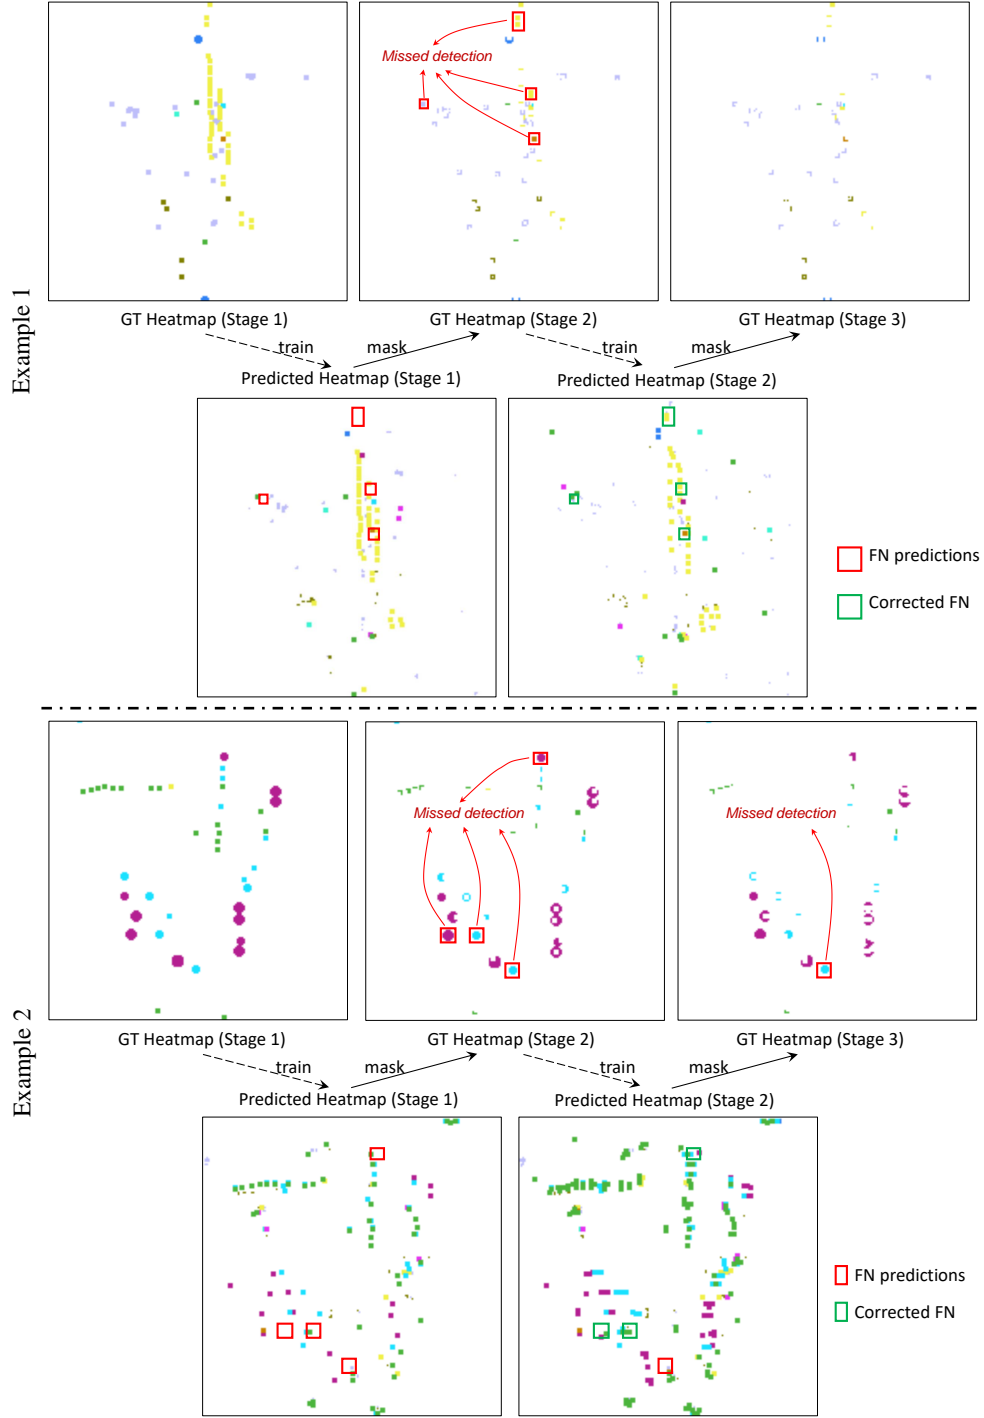 Example 1
Missed detection
GT Heatmap (Stage 1)
GT Heatmap (Stage 2)
GT Heatmap (Stage 3)
train
mask
train
mask
Predicted Heatmap (Stage 1)
Predicted Heatmap (Stage 2)
FN predictions
Corrected FN
Example 2
Missed detection
Missed detection
GT Heatmap (Stage 1)
GT Heatmap (Stage 2)
GT Heatmap (Stage 3)
train
mask
train
mask
Predicted Heatmap (Stage 1)
Predicted Heatmap (Stage 2)
FN predictions
Corrected FN